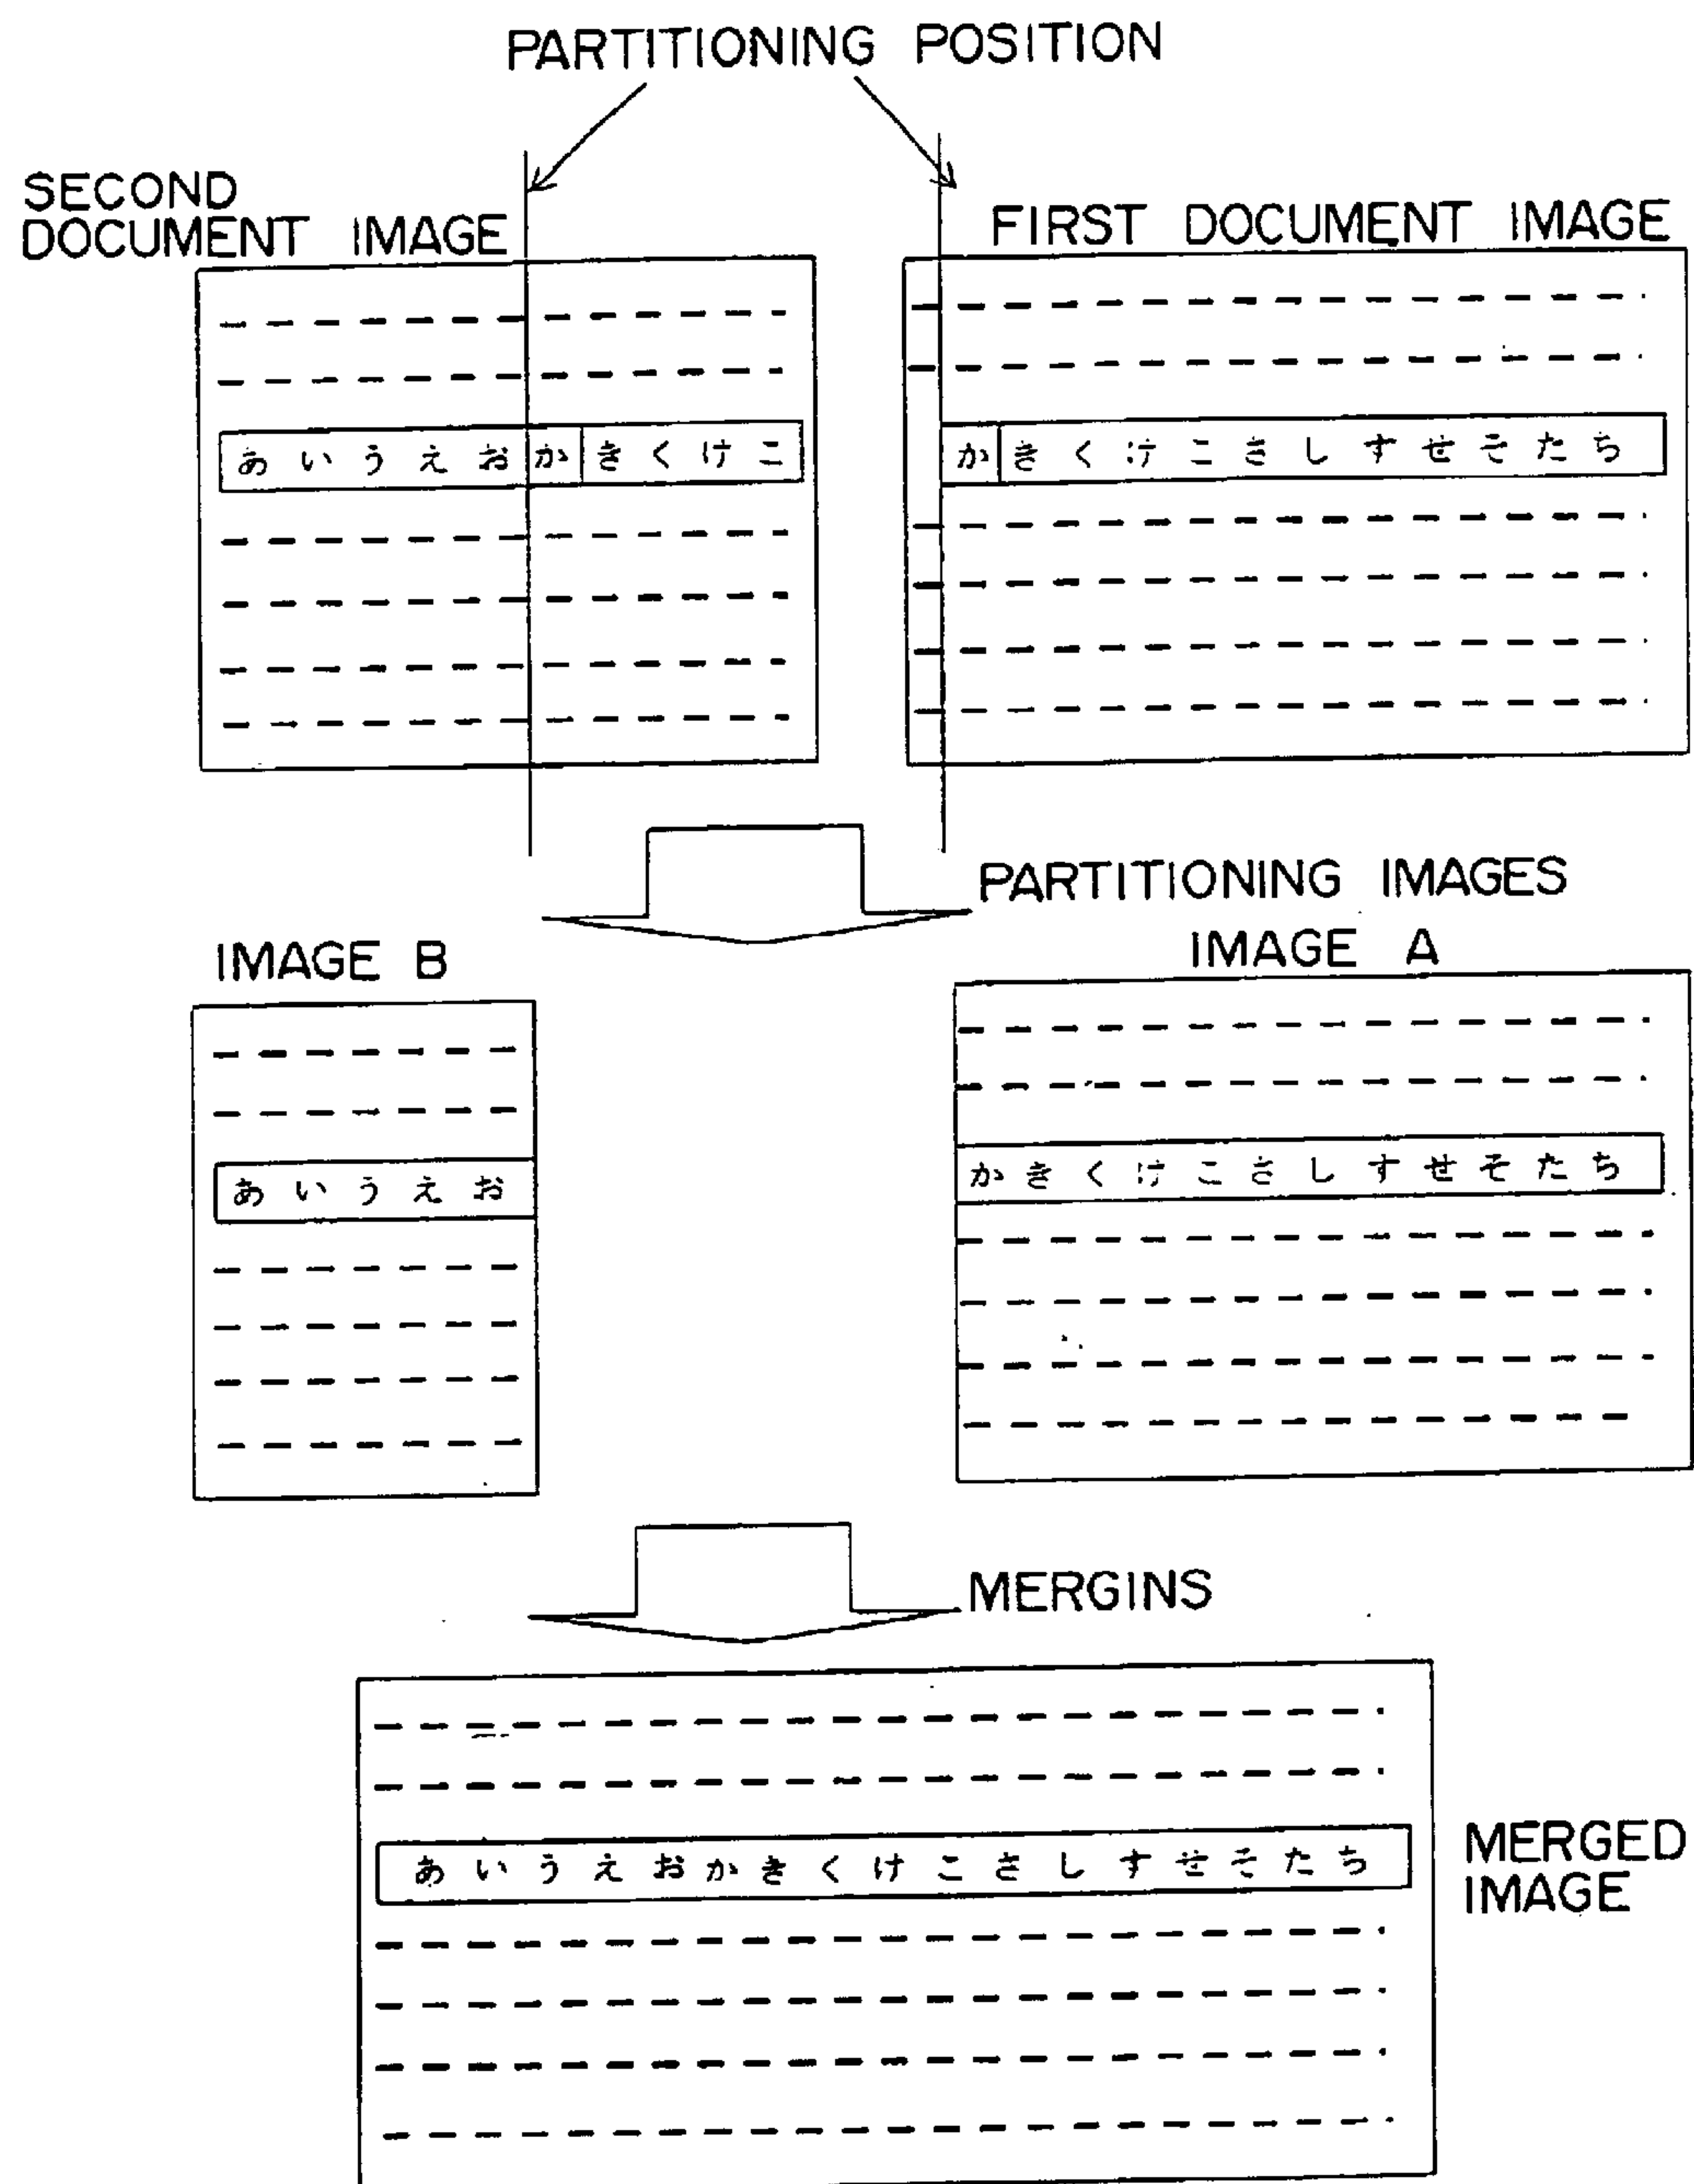 PARTITIONING POSITION
SECOND
DOCUMENT IMAGE
FIRST DOCUMENT IMAGE
あいうえおかきくけこ
かきくけこさしすせそたち
PARTITIONING IMAGES
IMAGE B
IMAGE A
あいうえお
かきくけこさしすせそたち
MERGINS
あいうえおかきくけこさしすせそたち
MERGED
IMAGE